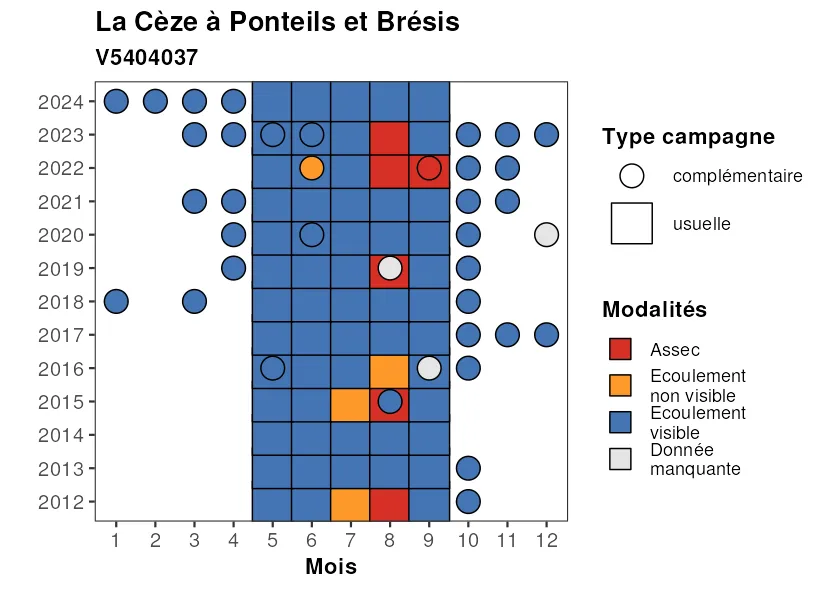 La Cèze à Ponteils et Brésis
V5404037
2024
2023
2022
2021
2020
2019
2018
2017
2016
2015
2014
2013
2012
1 2 3 4 5 6 7 8 9 10 11 12
Mois
Type campagne
complémentaire
usuelle
Modalités
Assec
Ecoulement
non visible
Ecoulement
visible
Donnée
manquante